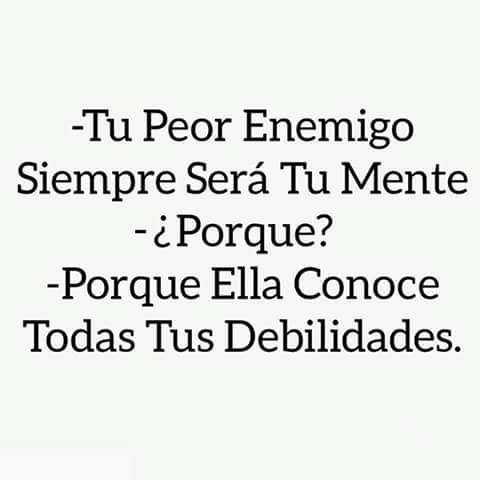 -Tu Peor Enemigo
Siempre Será Tu Mente
-¿Porque?
-Porque Ella Conoce
Todas Tus Debilidades.